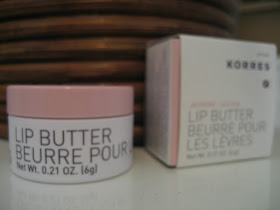 LIP BUTTER
BEURRE POUR
Net Wt. 0.21 OZ. (6g)
KORRES
LIP BUTTER
BEURRE POUR
LES LÈVRES